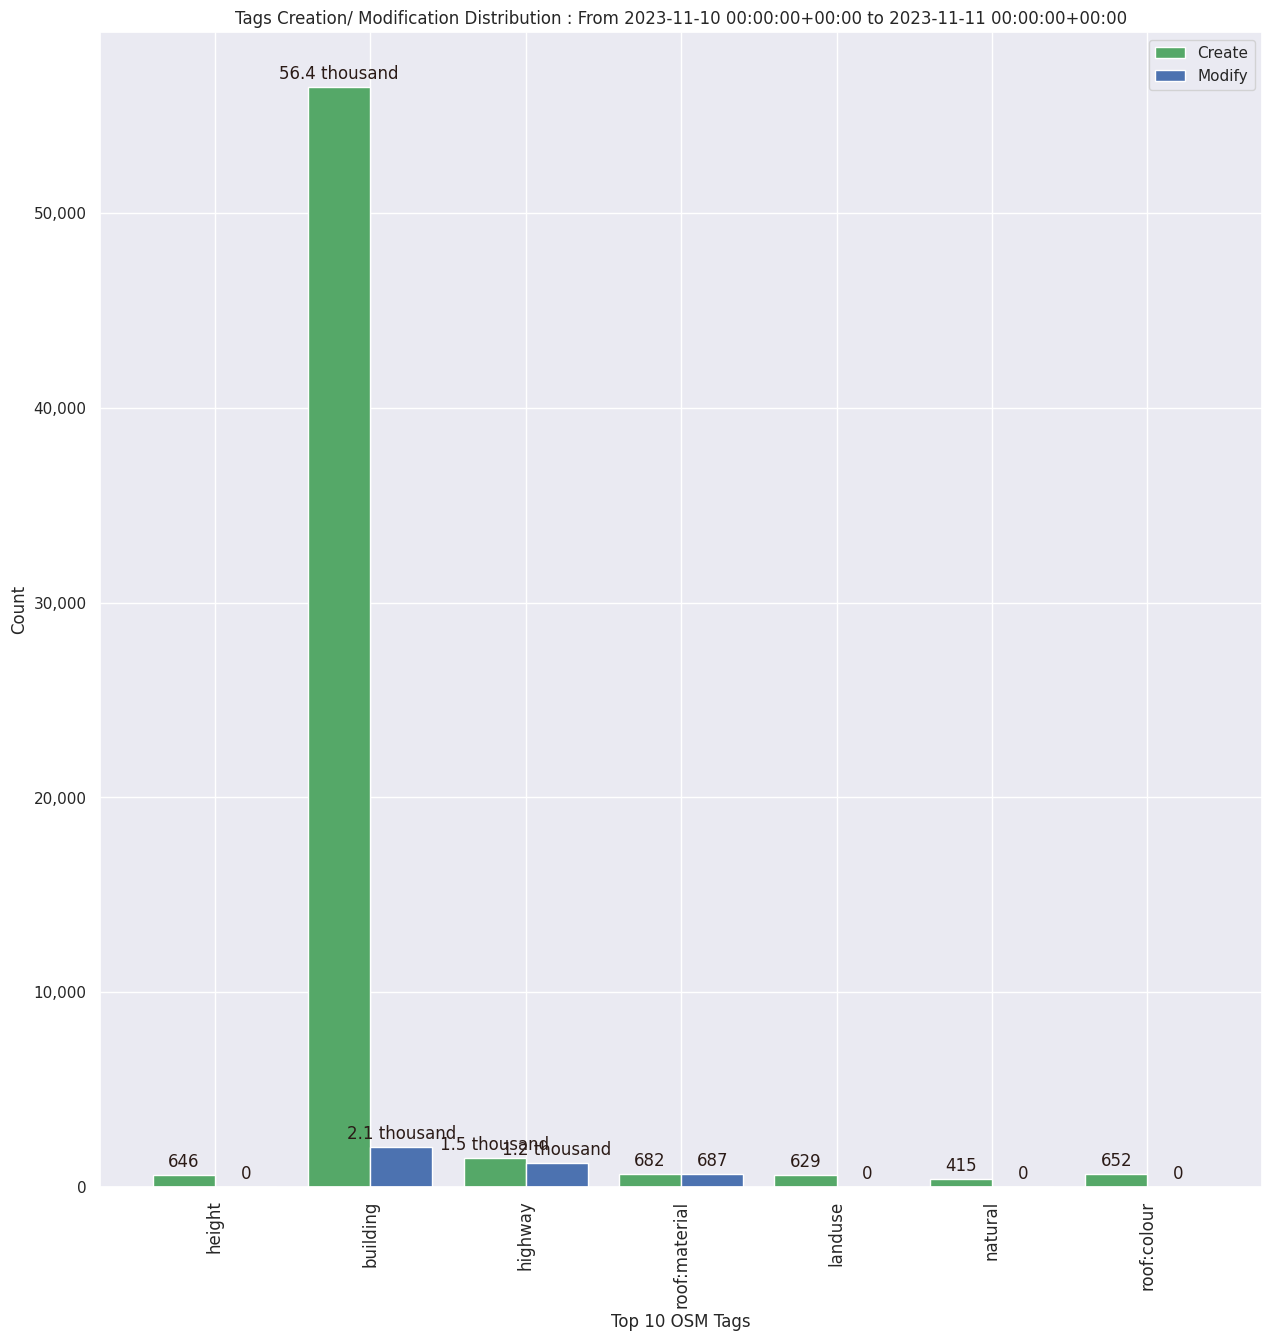 Tags Creation/ Modification Distribution : From 2023-11-10 00:00:00+00:00 to 2023-11-11 00:00:00+00:00
Create
Modify
56.4 thousand
50,000
40,000
30,000
20,000
10,000
0
Count
646
0
2.1 thousand
1.5 thousand
1.2 thousand
682
687
629
0
415
0
652
0
height
building
highway
roof:material
landuse
natural
roof:colour
Top 10 OSM Tags